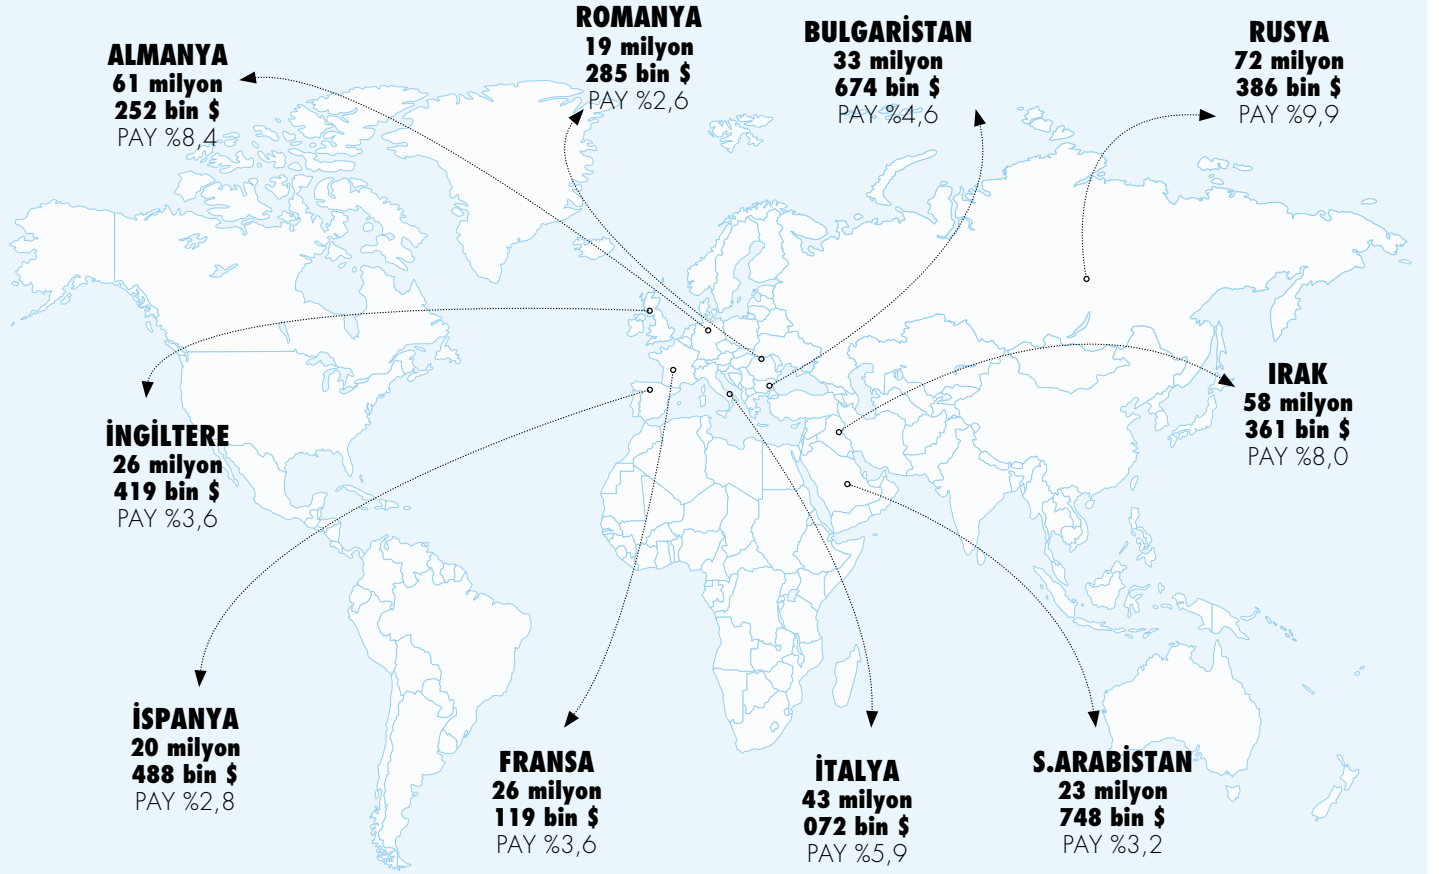 ALMANYA
61 milyon
252 bin $
PAY %8,4
ROMANYA
19 milyon
285 bin $
PAY %2,6
BULGARİSTAN
33 milyon
674 bin $
PAY %4,6
RUSYA
72 milyon
386 bin $
PAY %9,9
İNGİLTERE
26 milyon
419 bin $
PAY %3,6
IRAK
58 milyon
361 bin $
PAY %8,0
İSPANYA
20 milyon
488 bin $
PAY %2,8
FRANSA
26 milyon
119 bin $
PAY %3,6
İTALYA
43 milyon
072 bin $
PAY %5,9
S.ARABİSTAN
23 milyon
748 bin $
PAY %3,2